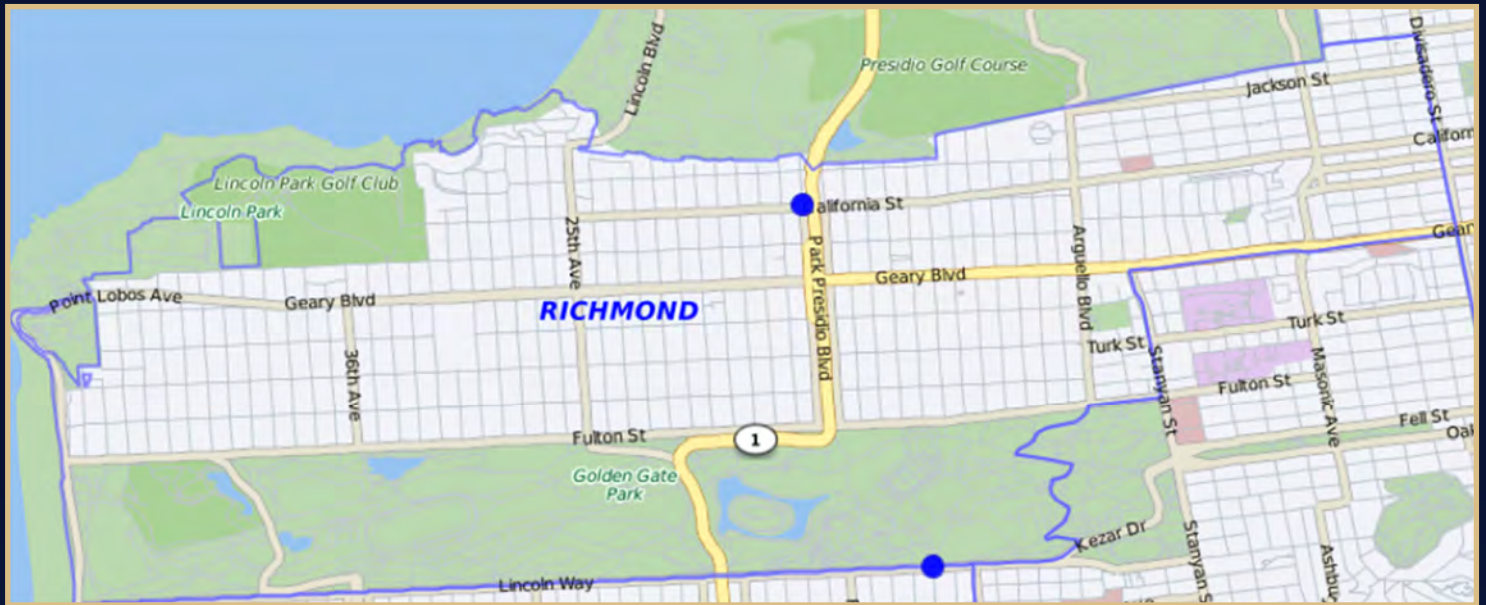 Lincoln Blvd
Presidio Golf Course
Divisadero St
Jackson St
Californ
Lincoln Park Golf Club
Lincoln Park
alifornia St
25th Ave
Arguello Blvd
Gear
Park Presidio Blvd
Geary Blvd
Point Lobos Ave
Geary Blvd
RICHMOND
Turk St
Turk St
36th Ave
Stanyan St
Masonic Ave
Fulton St
Fell St
Oak
Fulton St
1
Golden Gate
Park
Kezar Dr
Stanyan S
Ashbu
Lincoln Way